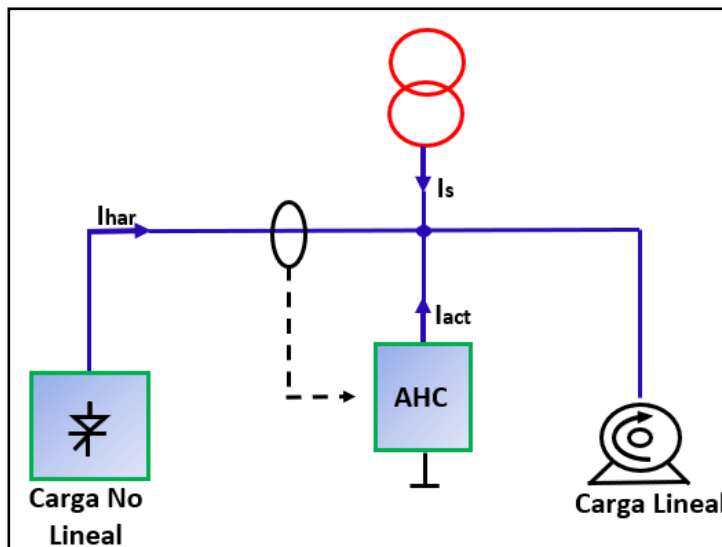 Is
Ihar
Iact
AHC
Carga No
Lineal
Carga Lineal